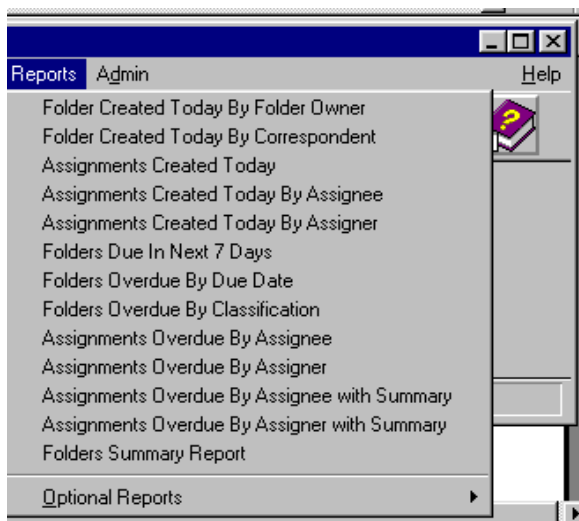 Reports Admin Help
Folder Created Today By Folder Owner
Folder Created Today By Correspondent
Assignments Created Today
Assignments Created Today By Assignee
Assignments Created Today By Assigner
Folders Due In Next 7 Days
Folders Overdue By Due Date
Folders Overdue By Classification
Assignments Overdue By Assignee
Assignments Overdue By Assigner
Assignments Overdue By Assignee with Summary
Assignments Overdue By Assigner with Summary
Folders Summary Report
Optional Reports